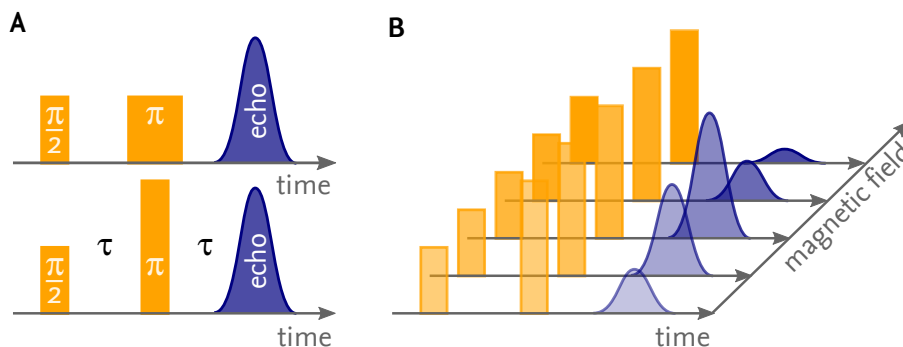 A
π
2
π
echo
time
π
2
τ
π
τ
echo
time
B
magnetic field
time